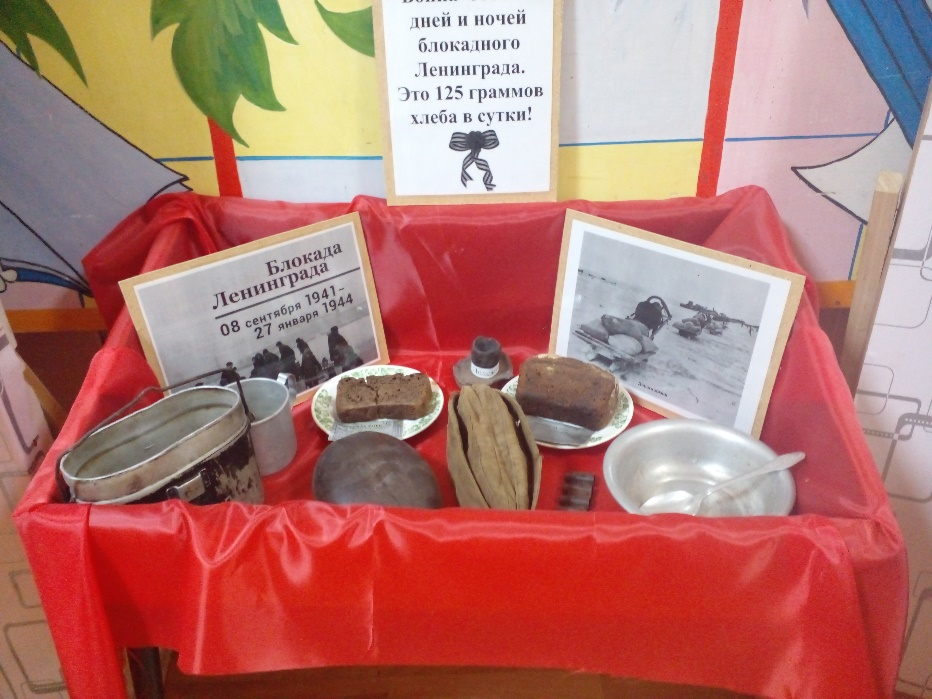 дней и ночей
блокадного
Ленинграда.
Это 125 граммов
хлеба в сутки!
Блокада
Ленинграда
08 сентября 1941–
27 января 1944